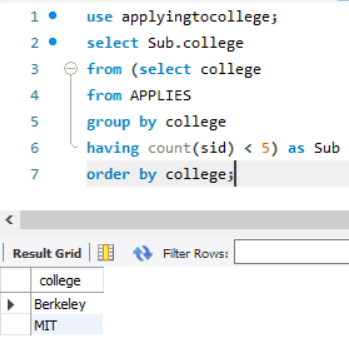 1 use applyingtocollege;
2 select Sub.college
3 from (select college
4 from APPLIES
5 group by college
6 having count(sid) < 5) as Sub
7 order by college;
Result Grid Filter Rows:
college
Berkeley
MIT